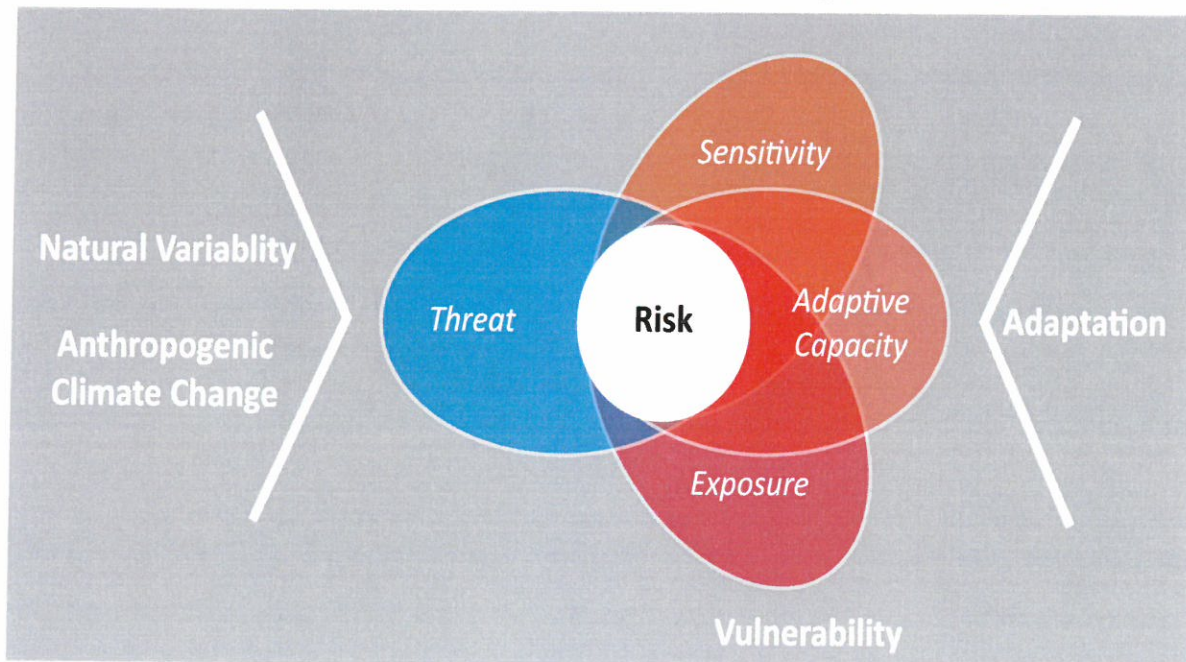 Sensitivity
Natural Variablity
Anthropogenic
Climate Change
Threat
Risk
Adaptive
Capacity
Adaptation
Exposure
Vulnerability